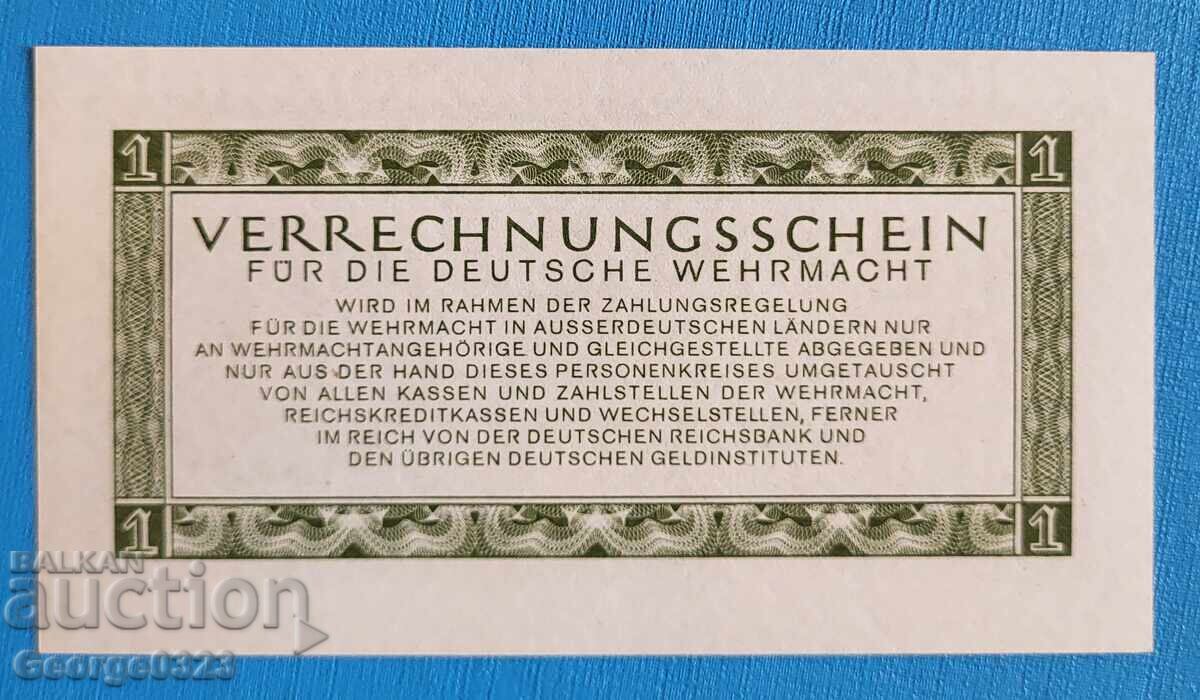 1 1
VERRECHNUNGSSCHEIN
FÜR DIE DEUTSCHE WEHRMACHT
WIRD IM RAHMEN DER ZAHLUNGSREGELUNG
FÜR DIE WEHRMACHT IN AUSSERDEUTSCHEN LÄNDERN NUR
AN WEHRMACHTANGEHÖRIGE UND GLEICHGESTELLTE ABGEGEBEN UND
NUR AUS DER HAND DIESES PERSONENKREISES UMGETAUSCHT
VON ALLEN KASSEN UND ZAHLSTELLEN DER WEHRMACHT,
REICHSKREDITKASSEN UND WECHSELSTELLEN, FERNER
IM REICH VON DER DEUTSCHEN REICHSBANK UND
DEN ÜBRIGEN DEUTSCHEN GELDINSTITUTEN.
1 1
BALKAN
auction
George0323